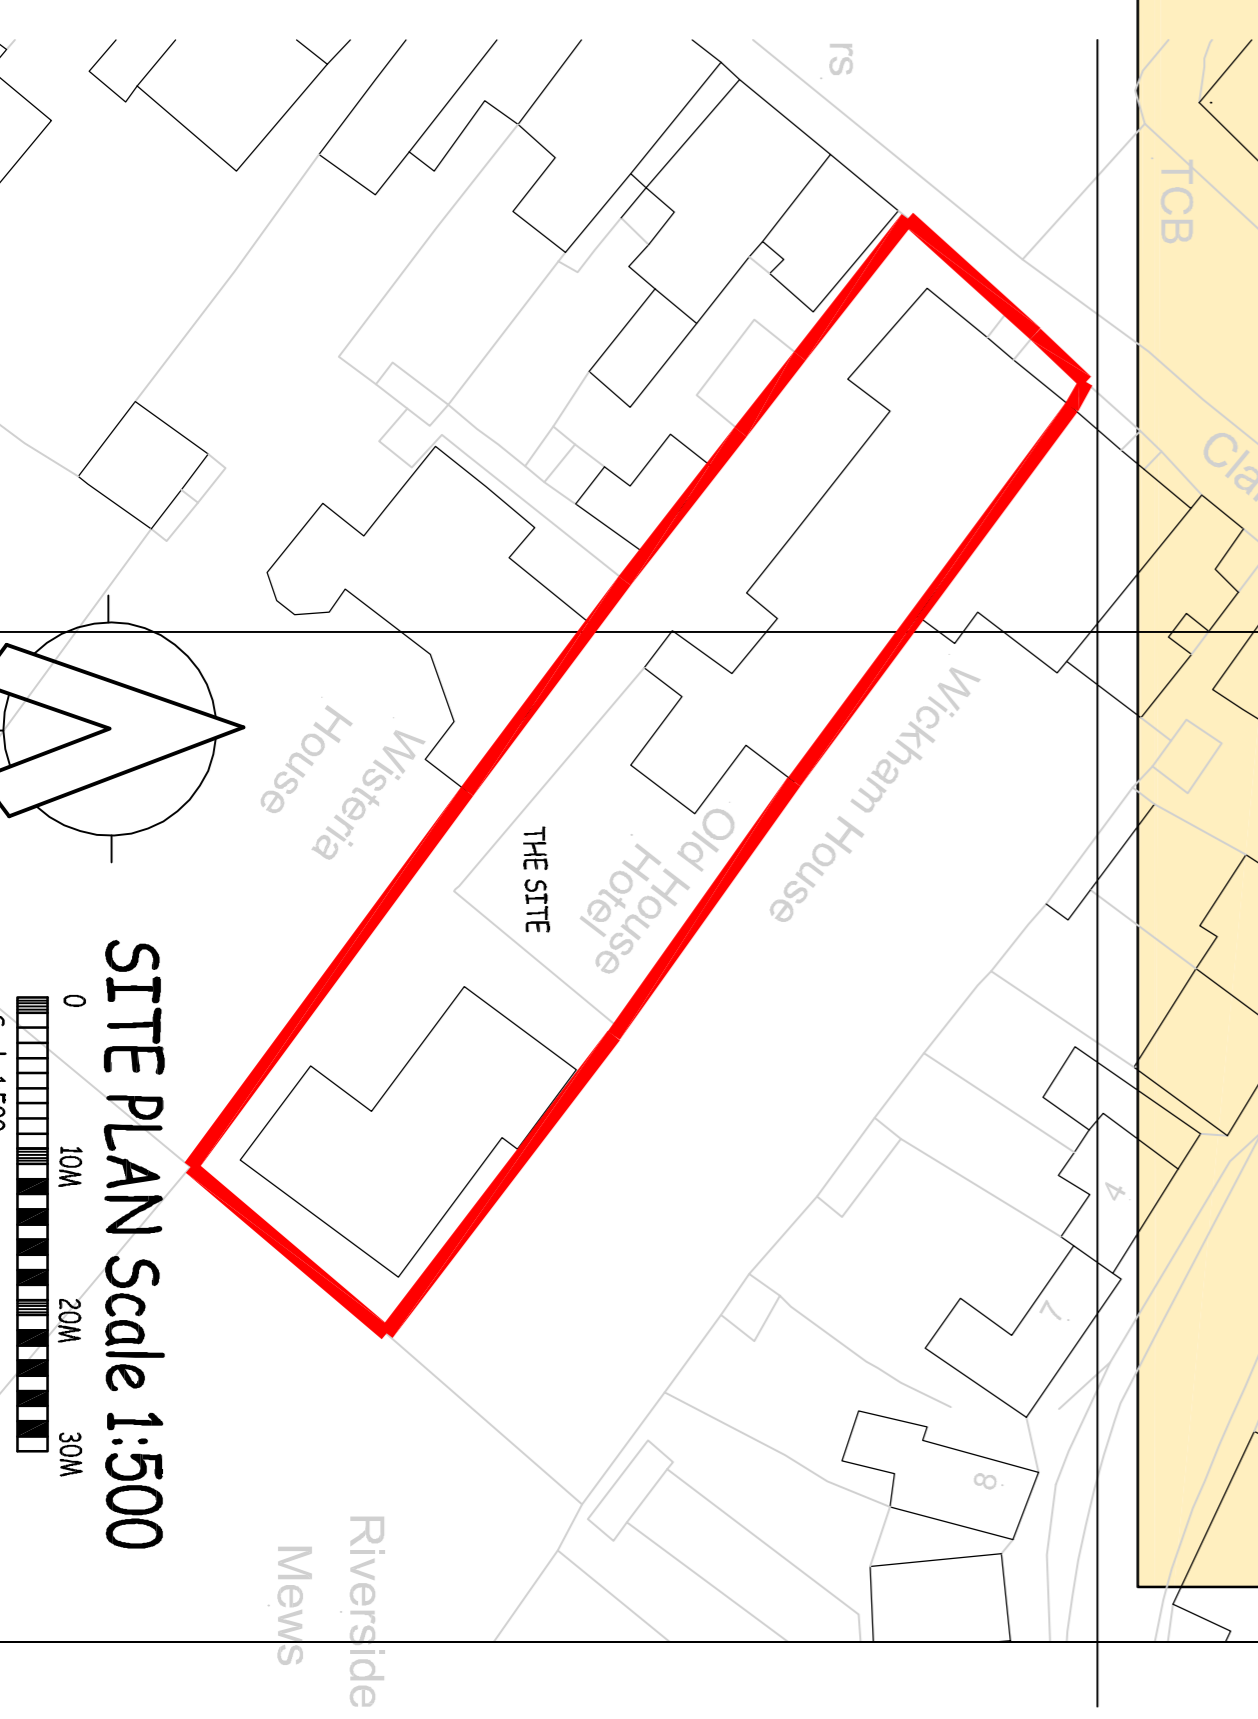 rs
TCB
Wickham House
Old House
Hotel
Wisteria
House
THE SITE
4
7
8
Riverside
Mews
SITE PLAN Scale 1:500
0 10M 20M 30M